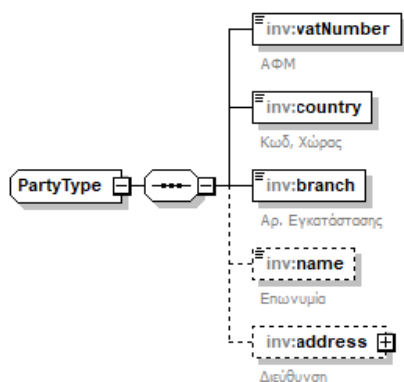 inv:vatNumber
ΑΦΜ
inv:country
Κωδ, Χώρας
PartyType
inv:branch
Αρ. Εγκατάστασης
inv:name
Επωνυμία
inv:address
Διεύθυνση